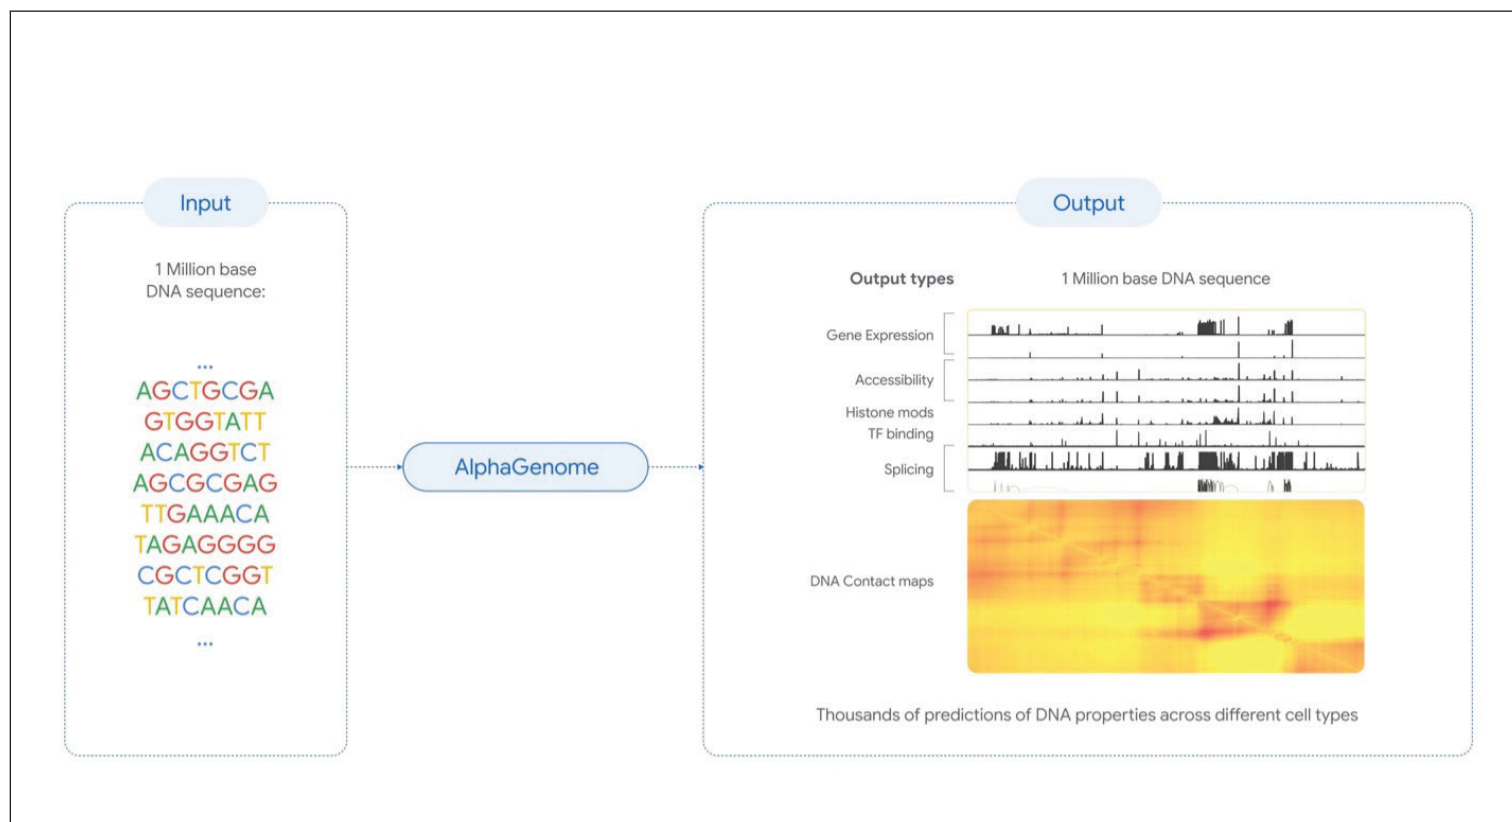 Input
1 Million base
DNA sequence:
...
AGCTGCGA
GTGGTATT
ACAGGTCT
AGCGCGAG
TTGAAACA
TAGAGGGG
CGCTCGGT
TATCAACA
...
AlphaGenome
Output
Output types
1 Million base DNA sequence
Gene Expression
Accessibility
Histone mods
TF binding
Splicing
DNA Contact maps
Thousands of predictions of DNA properties across different cell types